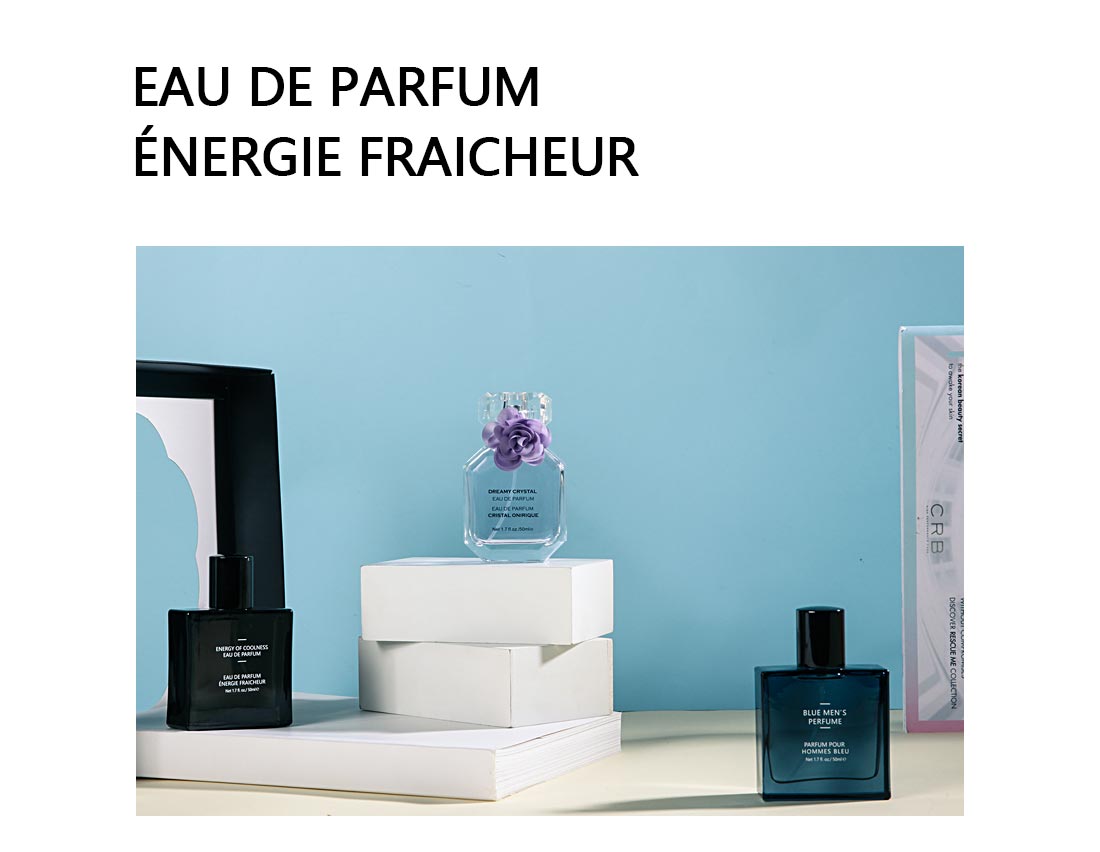 EAU DE PARFUM
ÉNERGIE FRAICHEUR
the korean beauty secret
to awake your skin
CRB
DREAMY CRYSTAL
EAU DE PARFUM
EAU DE PARFUM
CRISTAL ONIRIQUE
Net 1.7 fl oz/50ml e
ENERGY OF COOLNESS
EAU DE PARFUM
EAU DE PARFUM
ÉNERGIE FRAICHEUR
Net 1.7 fl oz/ 50ml e
DISCOVER RESCUE ME COLLECTION
BLUE MEN'S
PERFUME
PARFUM POUR
HOMMES BLEU
Net 1.7 fl oz/ 50ml e